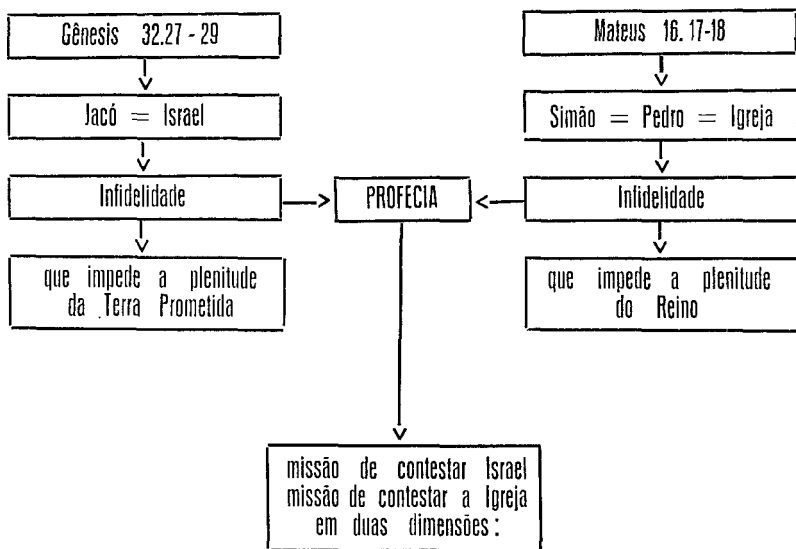 Gênesis 32.27 - 29
Mateus 16.17-18
Jacó = Israel
Simão = Pedro = Igreja
Infidelidade
PROFECIA
Infidelidade
que impede a plenitude
da Terra Prometida
que impede a plenitude
do Reino
missão de contestar Israel
missão de contestar a Igreja
em duas dimensões: